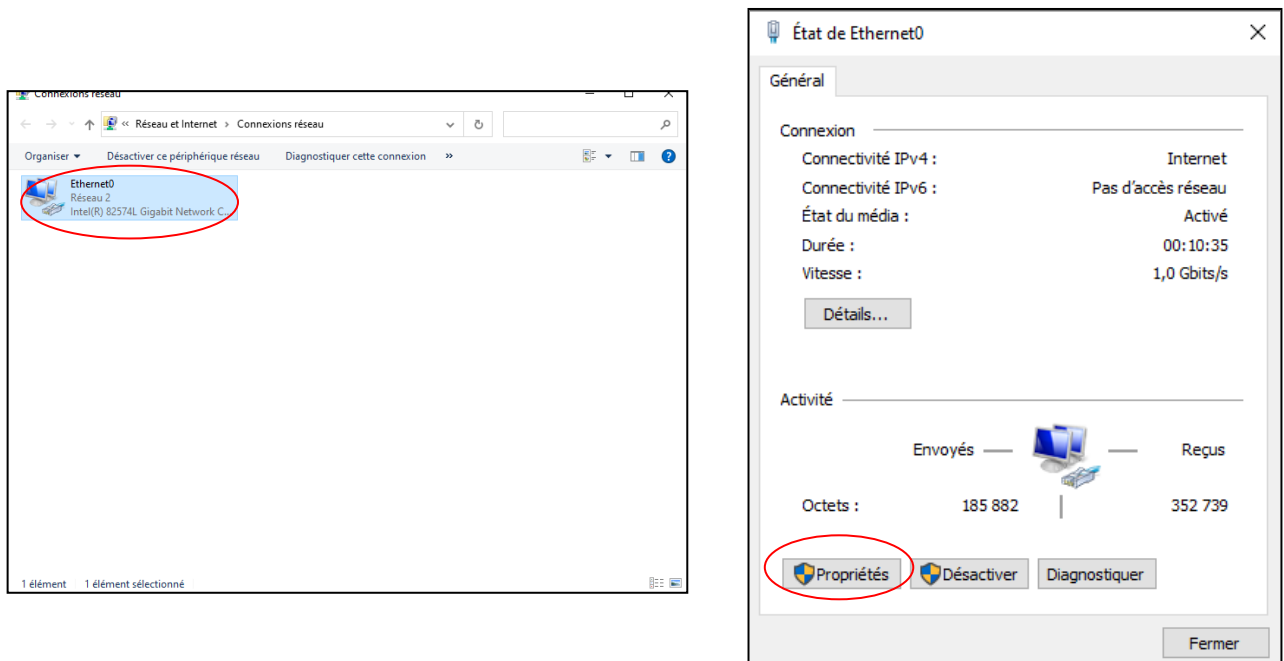 Connexions réseau
« Réseau et Internet > Connexions réseau
Organiser Désactiver ce périphérique réseau Diagnostiquer cette connexion »
Ethernet0
Réseau 2
Intel(R) 82574L Gigabit Network C...
1 élément 1 élément sélectionné
État de Ethernet0
Général
Connexion
Connectivité IPv4 : Internet
Connectivité IPv6 : Pas d’accès réseau
État du média : Activé
Durée : 00:10:35
Vitesse : 1,0 Gbits/s
Détails...
Activité
Envoyés Reçus
Octets : 185 882 352 739
Propriétés Désactiver Diagnostiquer
Fermer